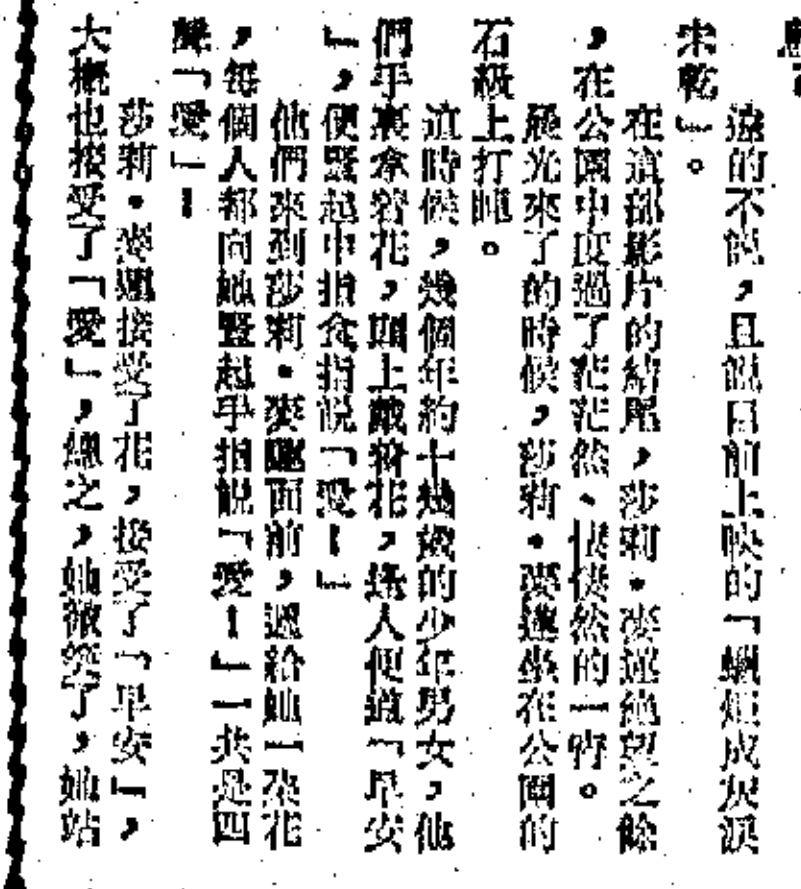 遠的不說，且說目前上映的「蠟炬成灰淚
未乾」。
在這部影片的結尾，莎莉·麥蓮絕望之餘
，在公園中度過了茫茫然、悽悽然的一宵。
晨光來了的時候，莎莉·麥蓮坐在公園的
石級上打盹。
這時候，幾個年約十幾歲的少年男女，他
們手裏拿着花，頭上戴着花，逢人便道「早安
」，便豎起中指食指說「愛！」
他們來到莎莉·麥蓮面前，遞給她一朶花
，每個人都向她豎起手指說「愛！」一共是四
聲「愛」！
莎莉·麥蓮接受了花，接受了「早安」，
大概也接受了「愛」，總之，她微笑了，她站